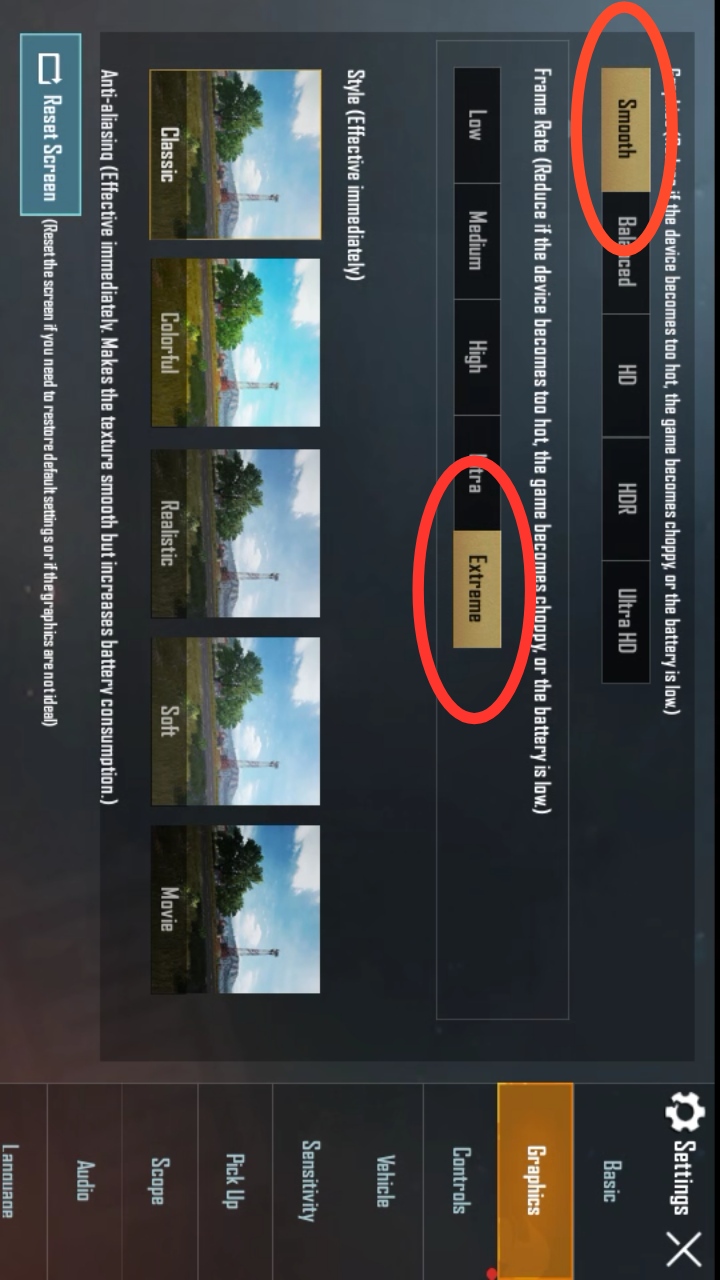 Settings
Basic
Graphics
Controls
Vehicle
Sensitivity
Pick Up
Scope
Audio
if the device becomes too hot, the game becomes choppy, or the battery is low.)
Smooth Balanced HD HDR Ultra HD
Frame Rate (Reduce if the device becomes too hot, the game becomes choppy, or the battery is low.)
Low Medium High Ultra Extreme
Style (Effective immediately)
Classic Colorful Realistic Soft Movie
Anti-aliasing (Effective immediately. Makes the texture smooth but increases battery consumption.)
Reset Screen (Reset the screen if you need to restore default settings or if the graphics are not ideal)